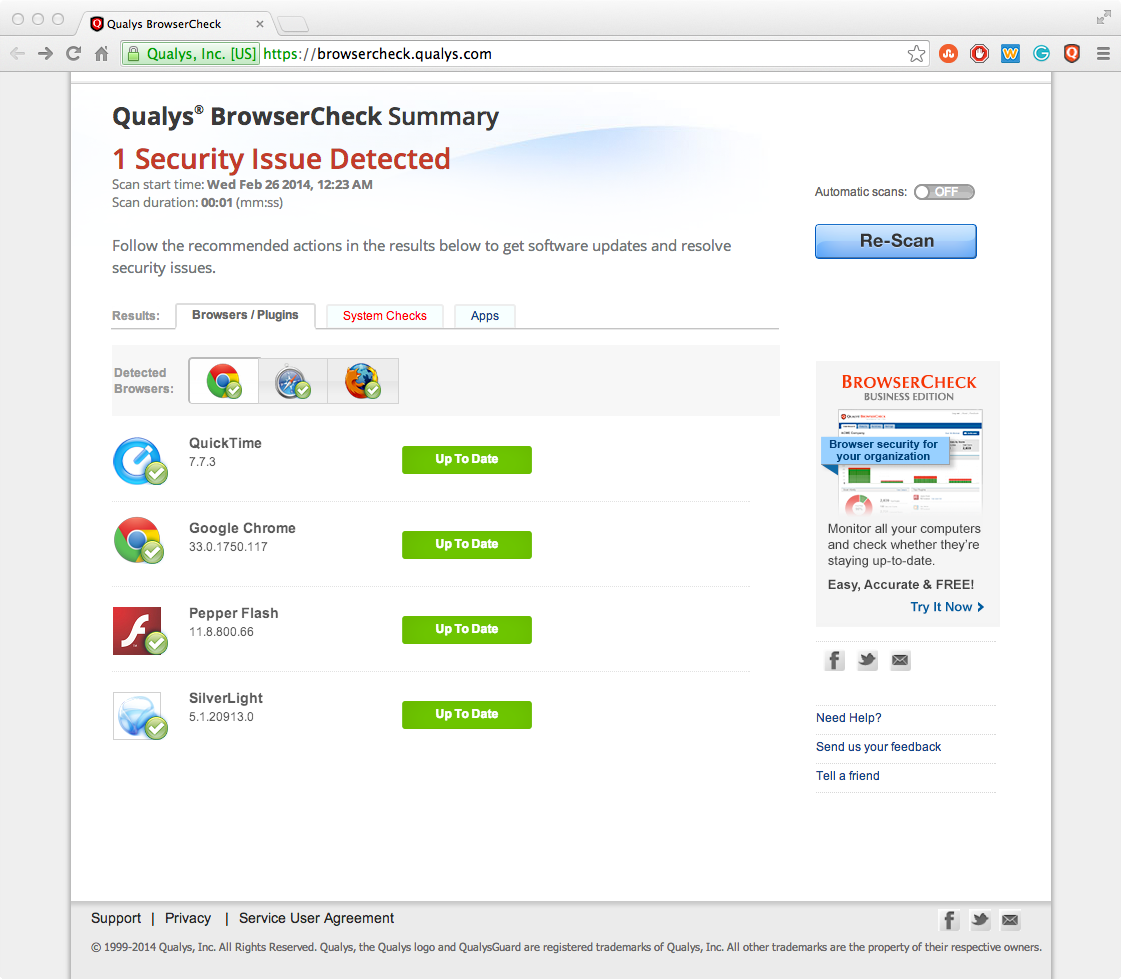 Qualys BrowserCheck
Qualys, Inc. [US] https://browsercheck.qualys.com
Qualys® BrowserCheck Summary
1 Security Issue Detected
Scan start time: Wed Feb 26 2014, 12:23 AM
Scan duration: 00:01 (mm:ss)
Automatic scans: OFF
Re-Scan
Follow the recommended actions in the results below to get software updates and resolve
security issues.
Results: Browsers / Plugins System Checks Apps
Detected
Browsers:
QuickTime
7.7.3
Up To Date
Google Chrome
33.0.1750.117
Up To Date
Pepper Flash
11.8.800.66
Up To Date
SilverLight
5.1.20913.0
Up To Date
BROWSERCHECK
BUSINESS EDITION
Browser security for
your organization
Monitor all your computers
and check whether they're
staying up-to-date.
Easy, Accurate & FREE!
Try It Now
Need Help?
Send us your feedback
Tell a friend
Support | Privacy | Service User Agreement
© 1999-2014 Qualys, Inc. All Rights Reserved. Qualys, the Qualys logo and QualysGuard are registered trademarks of Qualys, Inc. All other trademarks are the property of their respective owners.